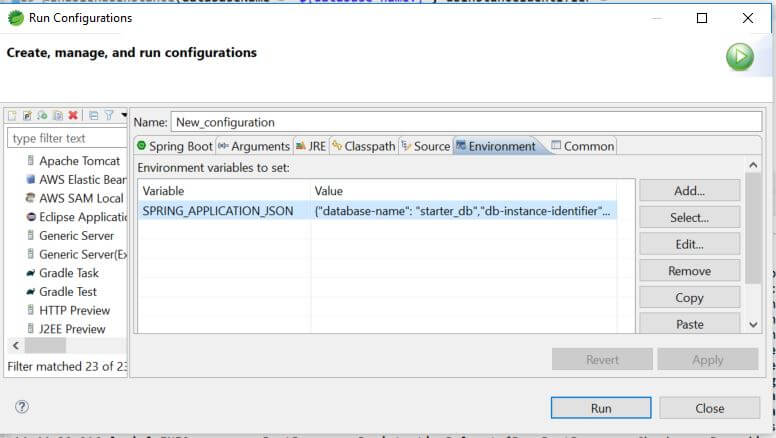 Run Configurations
Create, manage, and run configurations
Name: New_configuration
type filter text
Spring Boot Arguments JRE Classpath Source Environment Common
Environment variables to set:
Variable Value
SPRING_APPLICATION_JSON {"database-name": "starter_db","db-instance-identifier"...
Apache Tomcat
AWS Elastic Bean
AWS SAM Local
Eclipse Applicatio
Generic Server
Generic Server(Ex
Gradle Task
Gradle Test
HTTP Preview
J2EE Preview
Filter matched 23 of 23
Add...
Select...
Edit...
Remove
Copy
Paste
Revert Apply
Run Close